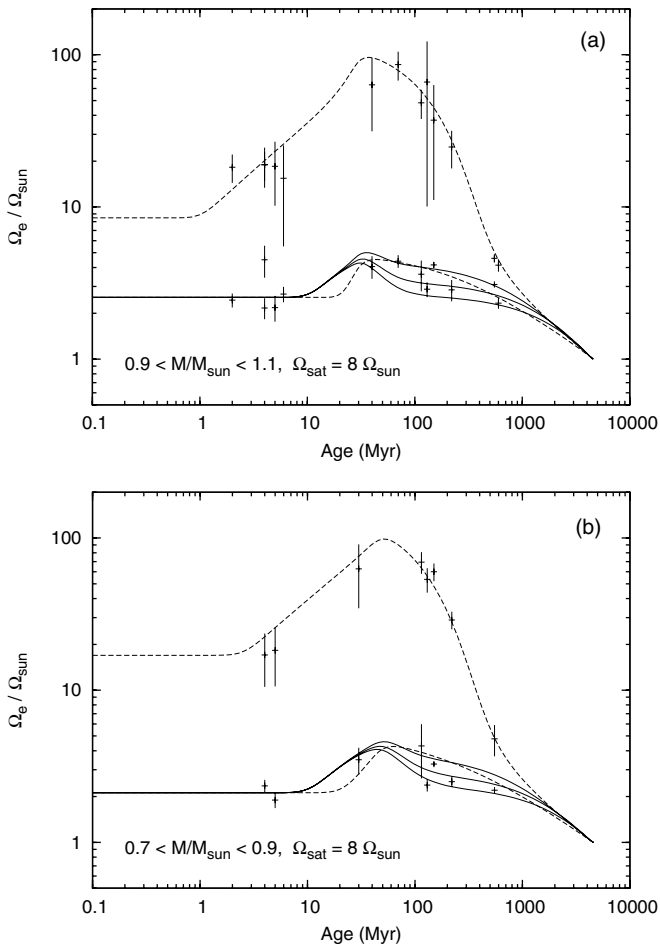 (a)
100
10
1
Ω_e / Ω_sun
0.9 < M/M_sun < 1.1, Ω_sat = 8 Ω_sun
0.1 1 10 100 1000 10000
Age (Myr)
(b)
100
10
1
Ω_e / Ω_sun
0.7 < M/M_sun < 0.9, Ω_sat = 8 Ω_sun
0.1 1 10 100 1000 10000
Age (Myr)